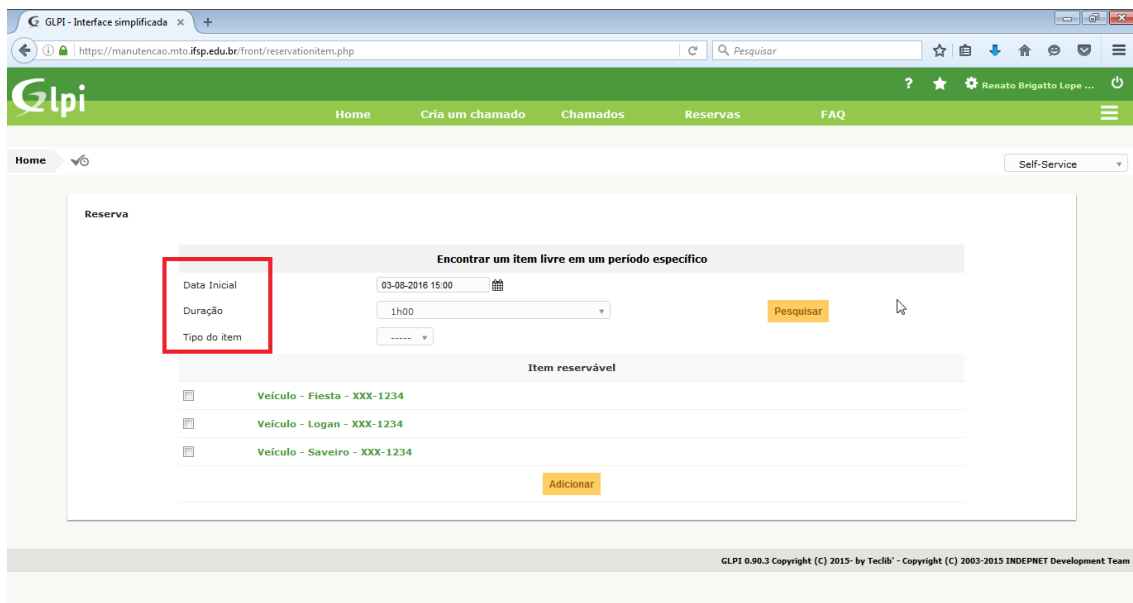 GLPI - Interface simplificada
https://manutencao.mto.ifsp.edu.br/front/reservationitem.php
Pesquisar
Glpi
? Renato Brigatto Lope ...
Home Cria um chamado Chamados Reservas FAQ
Home
Self-Service
Reserva
Encontrar um item livre em um período específico
Data Inicial 03-08-2016 15:00
Duração 1h00 Pesquisar
Tipo do item -----
Item reservável
Veículo - Fiesta - XXX-1234
Veículo - Logan - XXX-1234
Veículo - Saveiro - XXX-1234
Adicionar
GLPI 0.90.3 Copyright (C) 2015- by Teclib' - Copyright (C) 2003-2015 INDEPNET Development Team